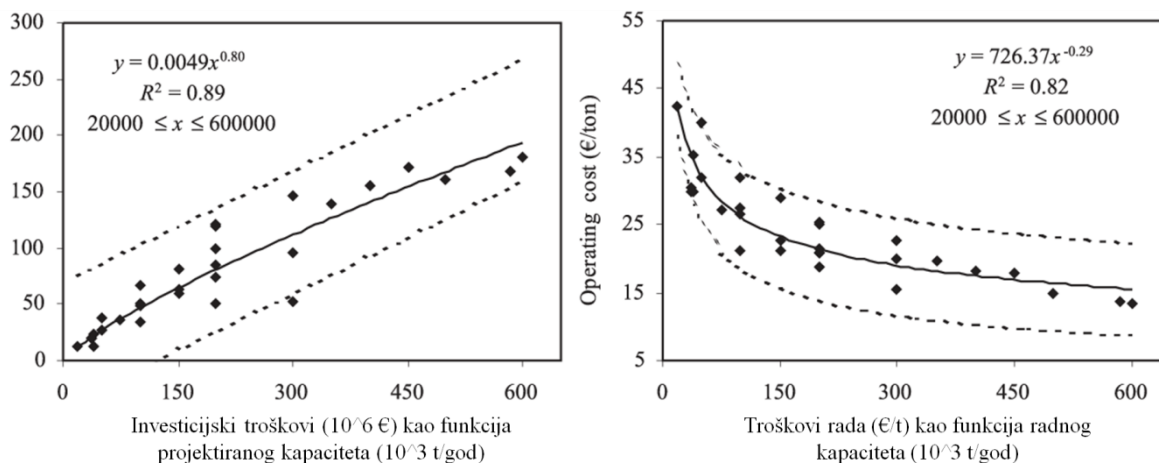 300
250
200
150
100
50
0
y = 0.0049x^0.80
R² = 0.89
20000 ≤ x ≤ 600000
0 150 300 450 600
Investicijski troškovi (10^6 €) kao funkcija
projektiranog kapaciteta (10^3 t/god)
Operating cost (€/ton)
55
45
35
25
15
5
y = 726.37x^-0.29
R² = 0.82
20000 ≤ x ≤ 600000
0 150 300 450 600
Troškovi rada (€/t) kao funkcija radnog
kapaciteta (10^3 t/god)